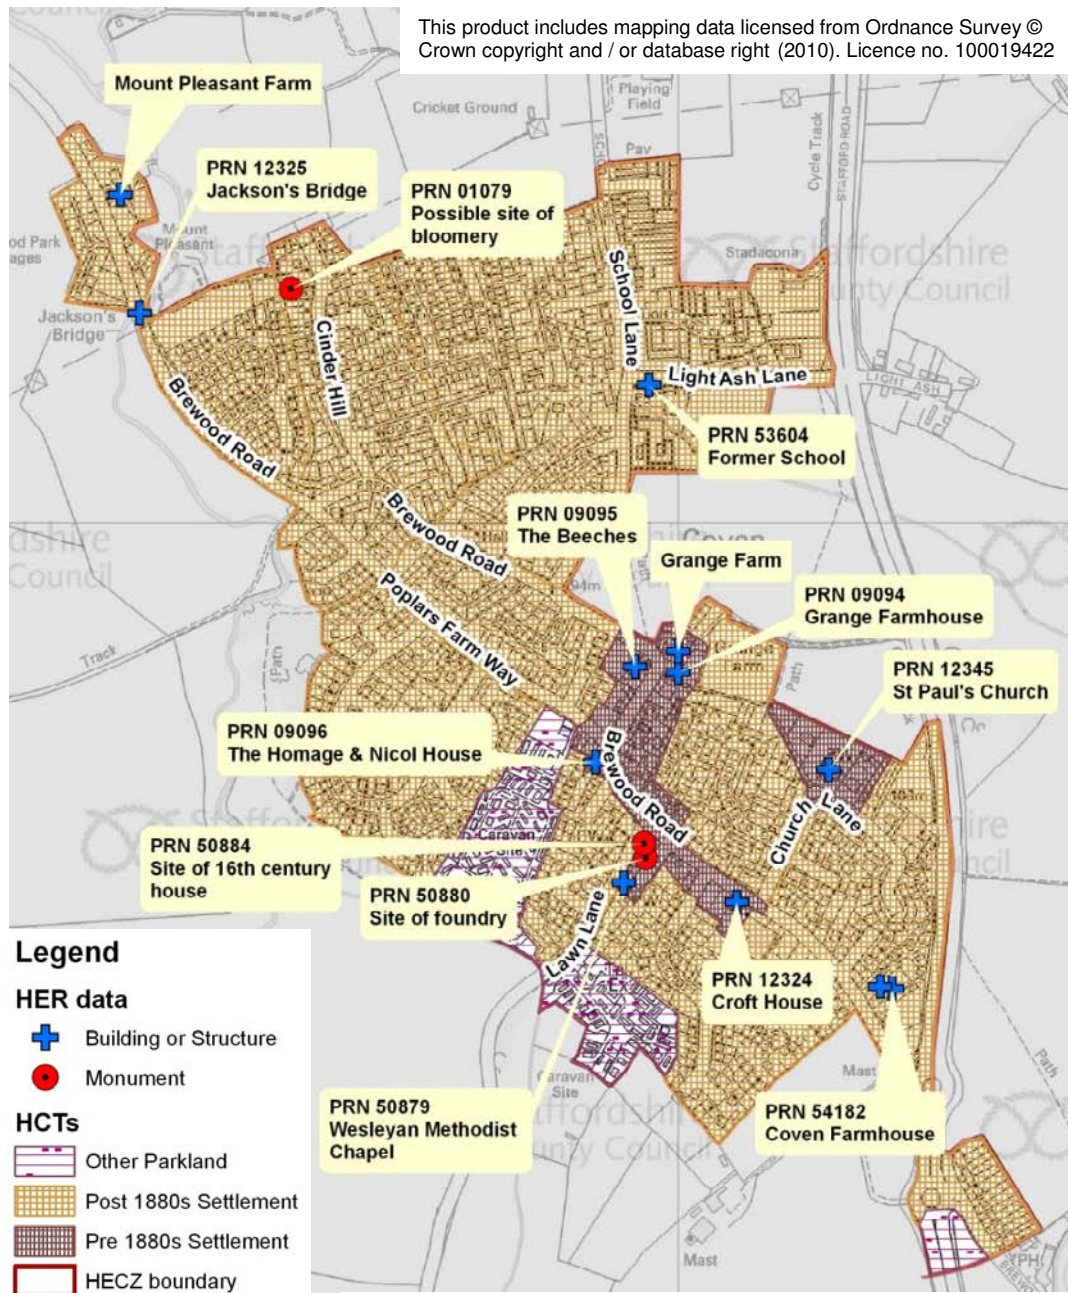 This product includes mapping data licensed from Ordnance Survey ©
Crown copyright and / or database right (2010). Licence no. 100019422
Mount Pleasant Farm
Cricket Ground
Playing
Field
Cycle Track
STAFFORD ROAD
Pav
PRN 12325
Jackson's Bridge
PRN 01079
Possible site of
bloomery
Mount
Pleasant
Staffordshire
County Council
Stadacona
Jackson's
Bridge
School Lane
Cinder Hill
Light Ash Lane
LIGHT ASH
Brewood Road
PRN 53604
Former School
Brewood Road
PRN 09095
The Beeches
Coven
Grange Farm
94m
Path
PRN 09094
Grange Farmhouse
Poplars Farm Way
Track
Path
Path
PRN 12345
St Paul's Church
PRN 09096
The Homage & Nicol House
Brewood Road
Church Lane
Caravan
Site
PRN 50884
Site of 16th century
house
PRN 50880
Site of foundry
Lawn Lane
PRN 12324
Croft House
Legend
HER data
Building or Structure
Monument
HCTs
Other Parkland
Post 1880s Settlement
Pre 1880s Settlement
HECZ boundary
Caravan
Site
Mast
Path
PRN 50879
Wesleyan Methodist
Chapel
PRN 54182
Coven Farmhouse
Mast
(PH)